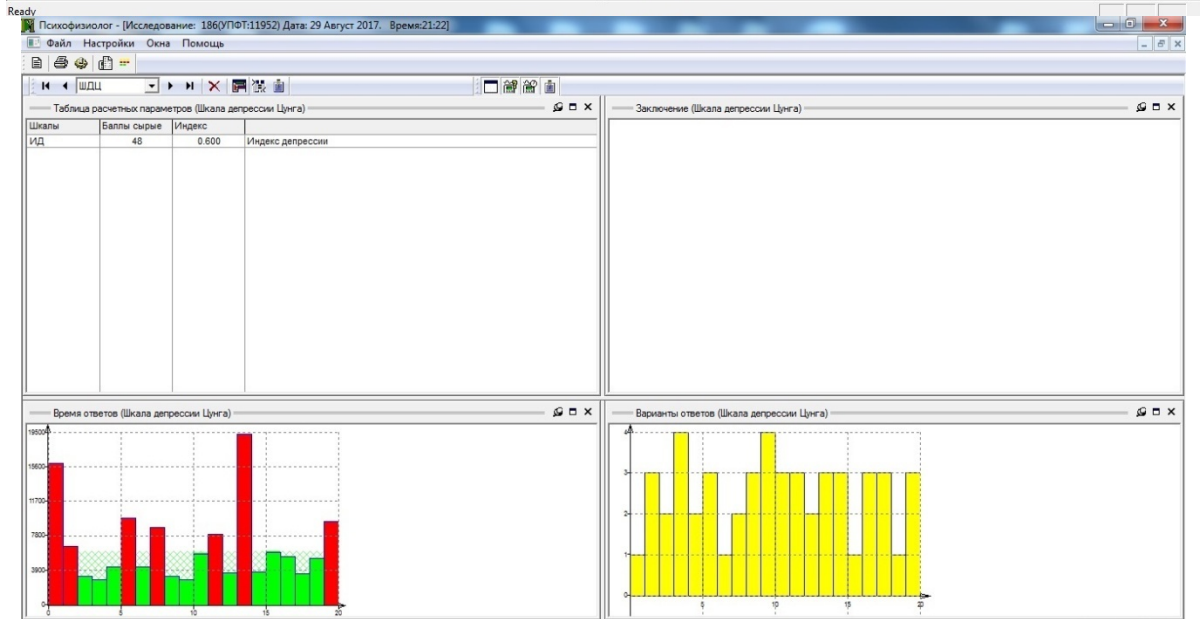 Ready
Психофизиолог - [Исследование: 186(УПФТ:11952) Дата: 29 Август 2017. Время:21:22]
Файл Настройки Окна Помощь
ШДЦ
Таблица расчетных параметров (Шкала депрессии Цунга)
Шкалы Баллы сырые Индекс
ИД 48 0.600 Индекс депрессии
Заключение (Шкала депрессии Цунга)
Время ответов (Шкала депрессии Цунга)
19500
15600
11700
7800
3900
0
0 5 10 15 20
Варианты ответов (Шкала депрессии Цунга)
4
3
2
1
0
5 10 15 20